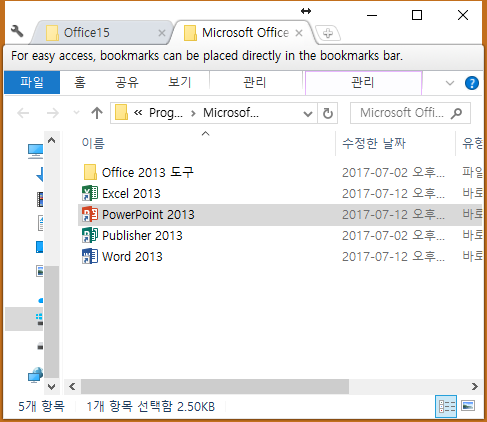 Office15
Microsoft Office
For easy access, bookmarks can be placed directly in the bookmarks bar.
파일 홈 공유 보기 관리 관리
« Prog... Microsof... Microsoft Offi...
이름 수정한 날짜 유형
Office 2013 도구 2017-07-02 오후... 파일
Excel 2013 2017-07-12 오후... 바로
PowerPoint 2013 2017-07-12 오후... 바로
Publisher 2013 2017-07-02 오후... 바로
Word 2013 2017-07-12 오후... 바로
5개 항목 1개 항목 선택함 2.50KB